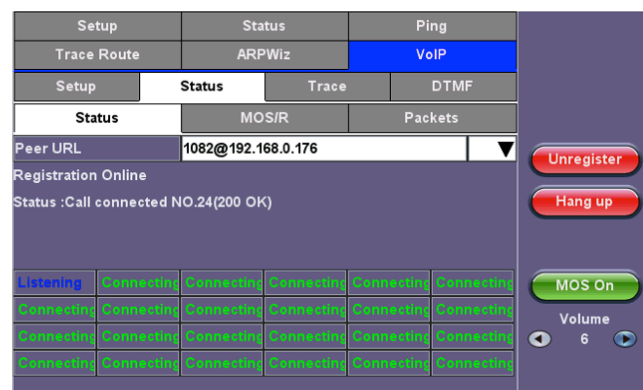 Setup Status Ping
Trace Route ARPWiz VoIP
Setup Status Trace DTMF
Status MOS/R Packets
Peer URL 1082@192.168.0.176
Unregister
Registration Online
Status :Call connected NO.24(200 OK)
Hang up
Listening Connecting Connecting Connecting Connecting Connecting
MOS On
Connecting Connecting Connecting Connecting Connecting Connecting
Volume
Connecting Connecting Connecting Connecting Connecting Connecting
6
Connecting Connecting Connecting Connecting Connecting Connecting